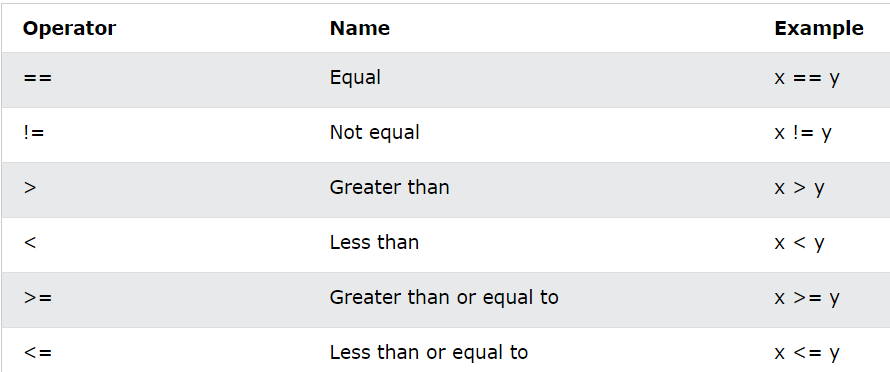 Operator Name Example
== Equal x == y
!= Not equal x != y
> Greater than x > y
< Less than x < y
>= Greater than or equal to x >= y
<= Less than or equal to x <= y